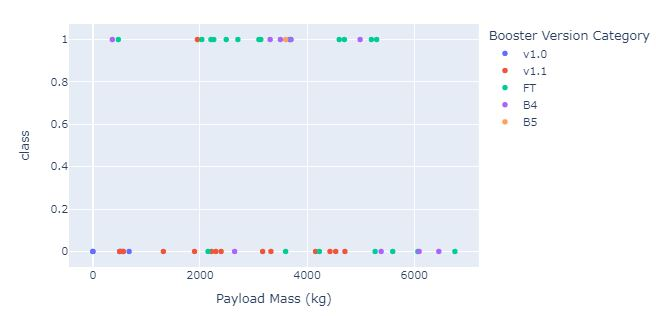 Booster Version Category
v1.0
v1.1
FT
B4
B5
1
0.8
0.6
0.4
0.2
0
class
0
2000
4000
6000
Payload Mass (kg)